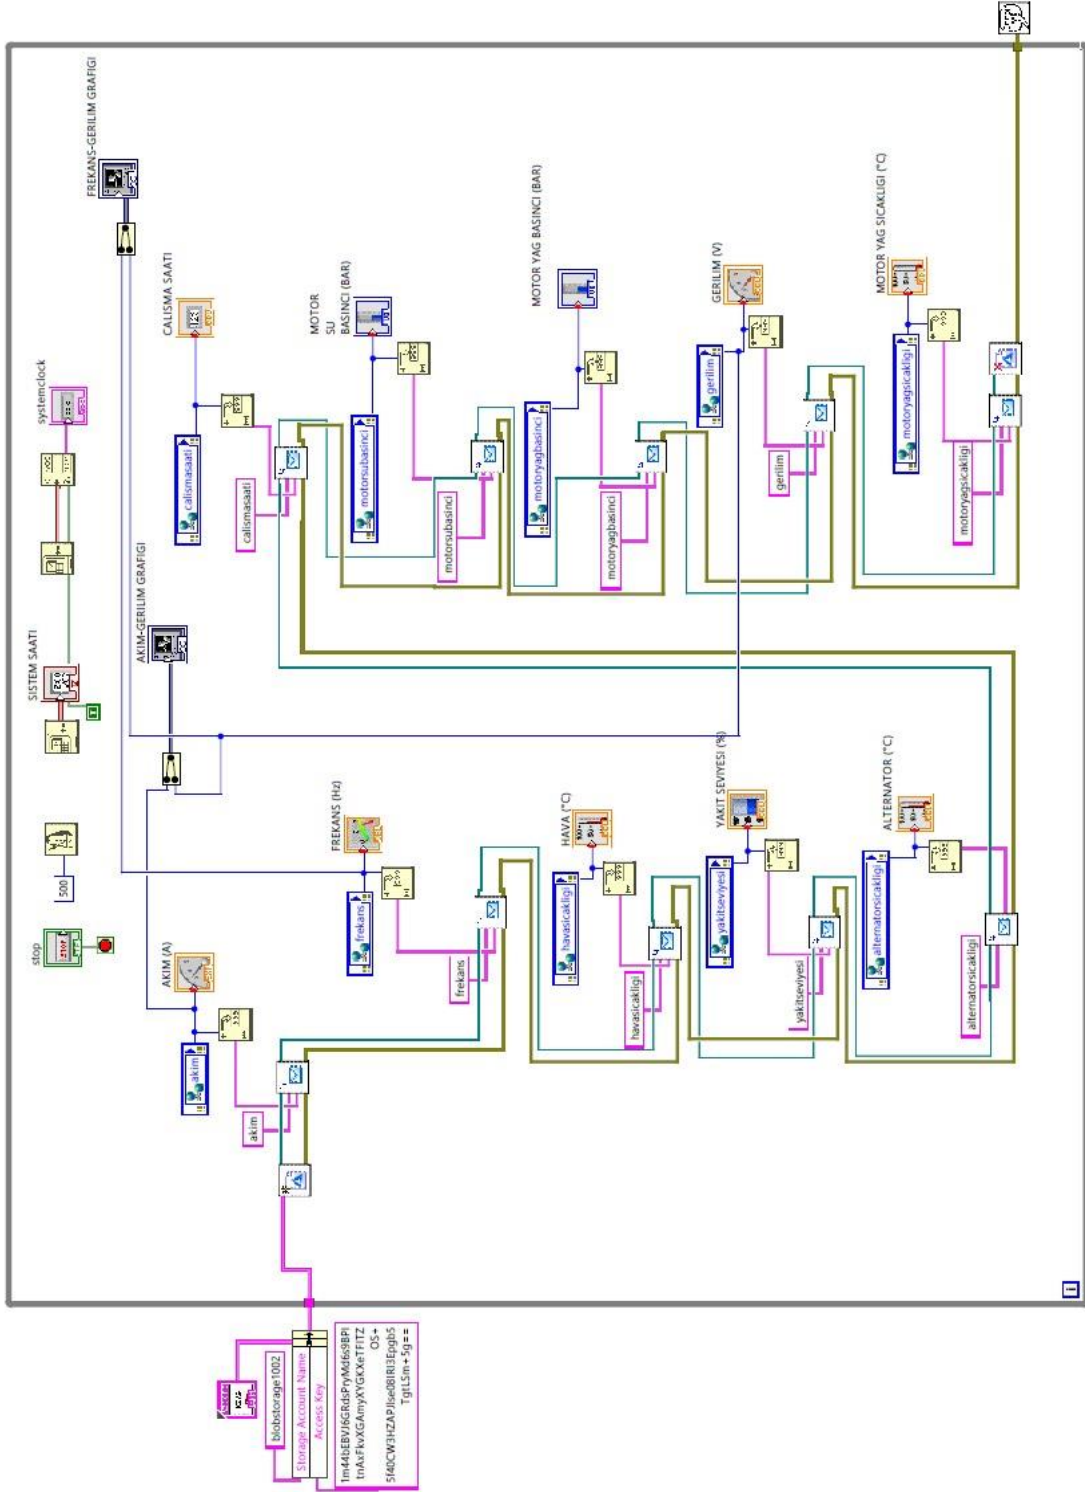 stop
STOP
500
SISTEM SAATI
systemclock
AKIM-GERILIM GRAFIGI
FREKANS-GERILIM GRAFIGI
AKIM (A)
akim
akim
CALISMA SAATI
calismasaati
calismasaati
blobstorage1002
Storage Account Name
Access Key
FREKANS (Hz)
frekans
frekans
MOTOR
SU
BASINCI (BAR)
motorsubasinci
motorsubasinci
HAVA (°C)
havasicakligi
havasicakligi
MOTOR YAG BASINCI (BAR)
motoryagbasinci
motoryagbasinci
YAKIT SEVIYESI (%)
yakitseviyesi
yakitseviyesi
GERILIM (V)
gerilim
gerilim
ALTERNATOR (°C)
alternatorsicakligi
alternatorsicakligi
MOTOR YAG SICAKLIGI (°C)
motoryagsicakligi
motoryagsicakligi
i